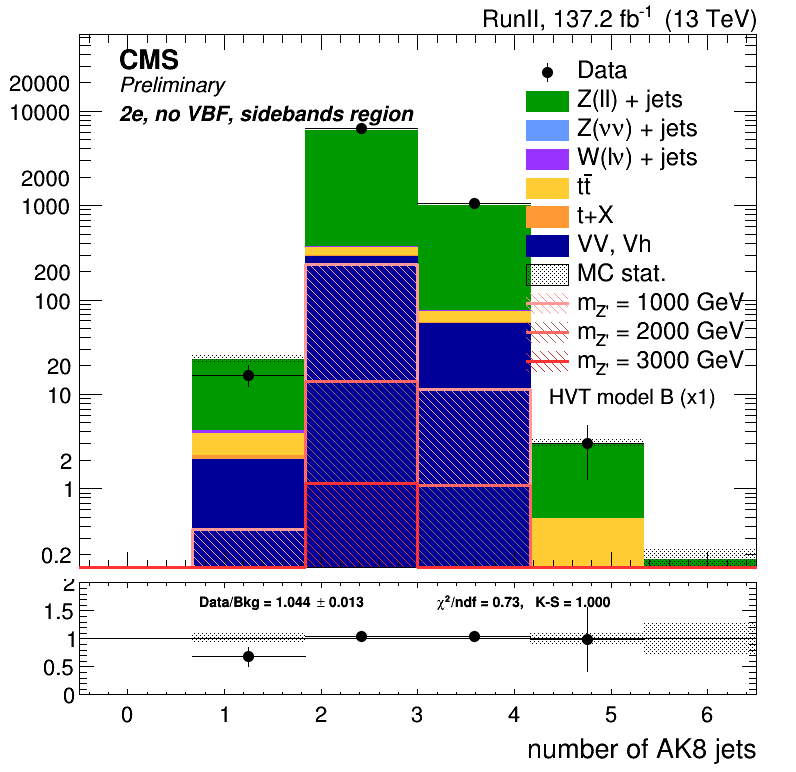 RunII, 137.2 fb⁻¹ (13 TeV)
CMS
Preliminary
2e, no VBF, sidebands region
Data
Z(ll) + jets
Z(νν) + jets
W(lν) + jets
tt̄
t+X
VV, Vh
MC stat.
m_Z' = 1000 GeV
m_Z' = 2000 GeV
m_Z' = 3000 GeV
HVT model B (x1)
20000
10000
2000
1000
200
100
20
10
2
1
0.2
Data/Bkg = 1.044 ± 0.013
χ²/ndf = 0.73, K-S = 1.000
2
1.5
1
0.5
0
0 1 2 3 4 5 6
number of AK8 jets